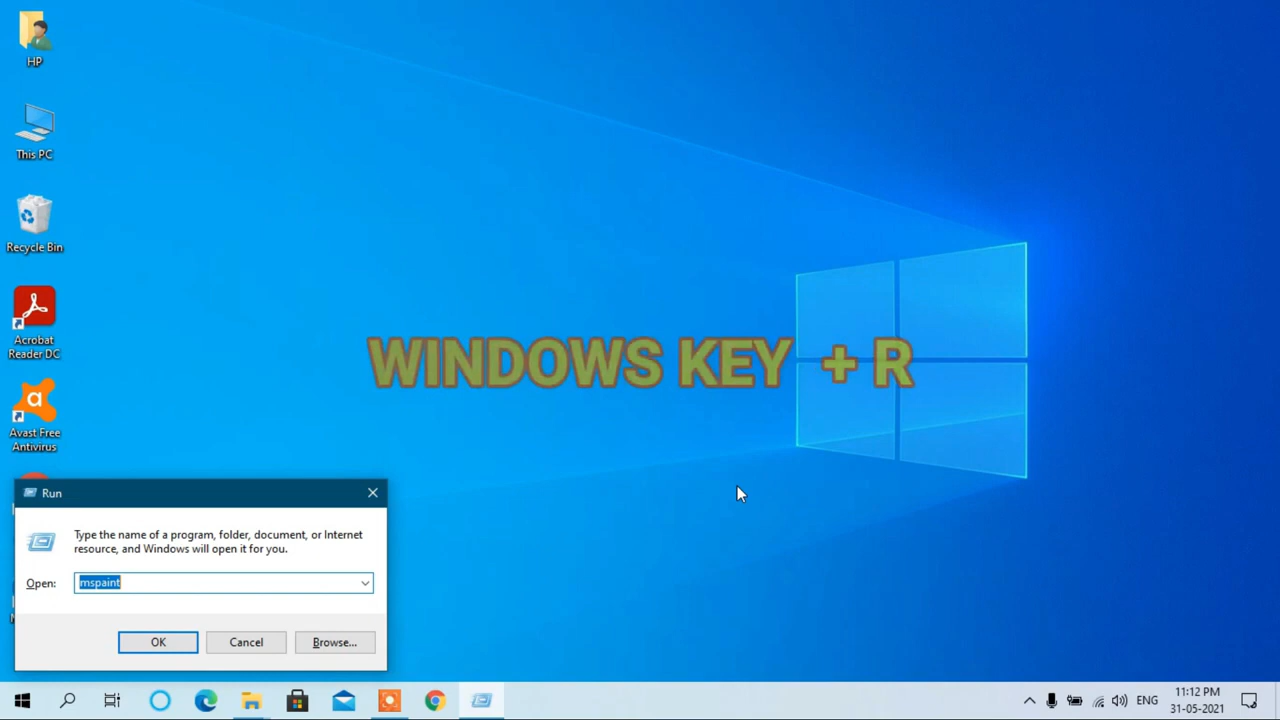 HP
This PC
Recycle Bin
Acrobat
Reader DC
Avast Free
Antivirus
WINDOWS KEY + R
Run
Type the name of a program, folder, document, or Internet
resource, and Windows will open it for you.
Open:
mspaint
OK
Cancel
Browse...
ENG
11:12 PM
31-05-2021